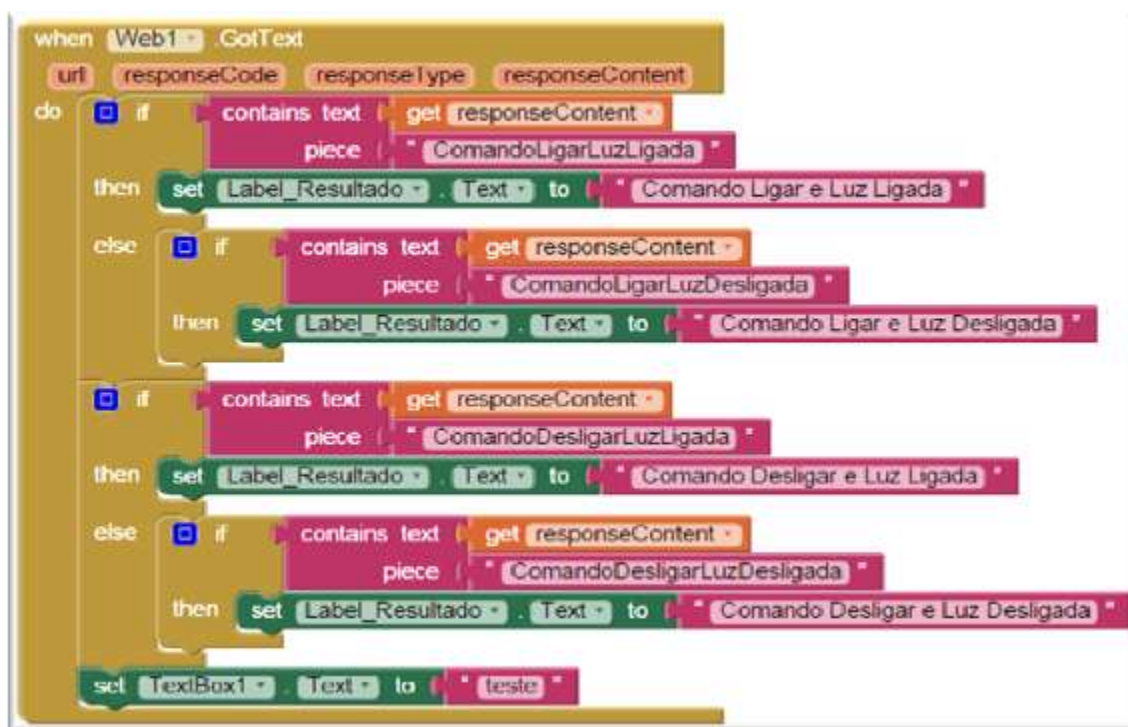 when Web1 .GotText
url responseCode responseType responseContent
do if contains text get responseContent
piece " ComandoLigarLuzLigada "
then set Label_Resultado . Text to " Comando Ligar e Luz Ligada "
else if contains text get responseContent
piece " ComandoLigarLuzDesligada "
then set Label_Resultado . Text to " Comando Ligar e Luz Desligada "
if contains text get responseContent
piece " ComandoDesligarLuzLigada "
then set Label_Resultado . Text to " Comando Desligar e Luz Ligada "
else if contains text get responseContent
piece " ComandoDesligarLuzDesligada "
then set Label_Resultado . Text to " Comando Desligar e Luz Desligada "
set TextBox1 . Text to " teste "